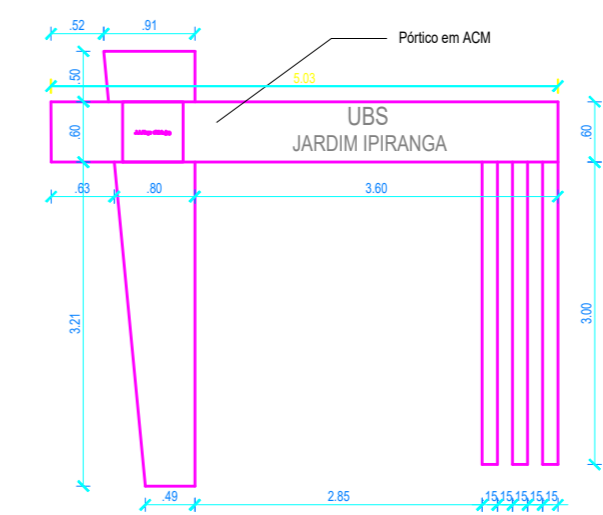 .52 .91
Pórtico em ACM
.50
5.03
UBS
JARDIM IPIRANGA
.60
.60
.63 .80 3.60
3.21
3.00
.49 2.85 .15 .15 .15 .15 .15